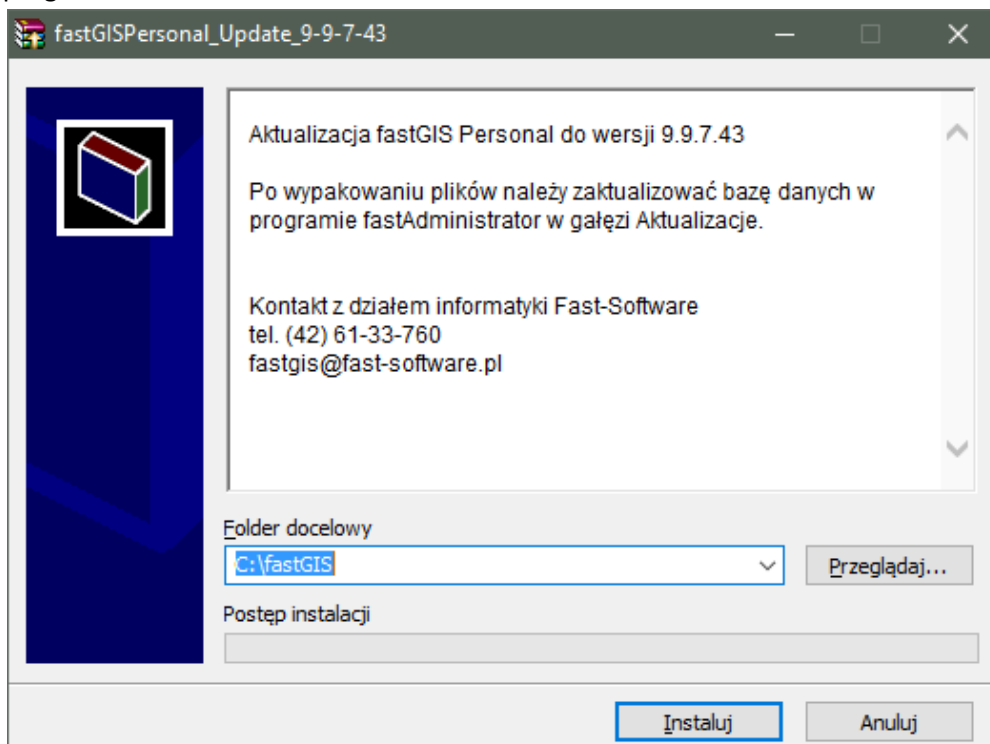 fastGISPersonal_Update_9-9-7-43
Aktualizacja fastGIS Personal do wersji 9.9.7.43
Po wypakowaniu plików należy zaktualizować bazę danych w
programie fastAdministrator w gałęzi Aktualizacje.
Kontakt z działem informatyki Fast-Software
tel. (42) 61-33-760
fastgis@fast-software.pl
Folder docelowy
C:\fastGIS
Przeglądaj...
Postęp instalacji
Instaluj
Anuluj